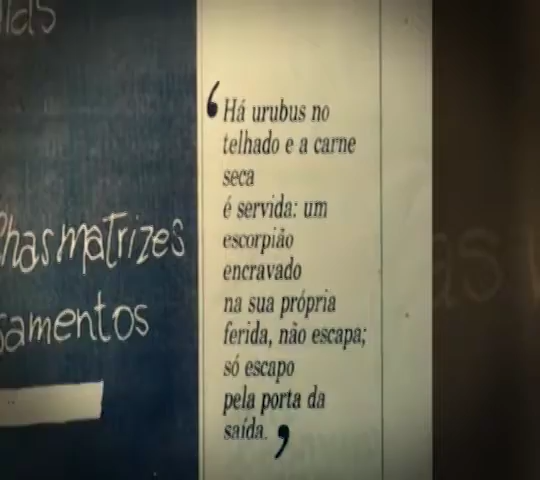 matrizes
‘Há urubus no
telhado e a carne
seca
é servida: um
escorpião
encravado
na sua própria
ferida, não escapa;
só escapo
pela porta da
saída.’